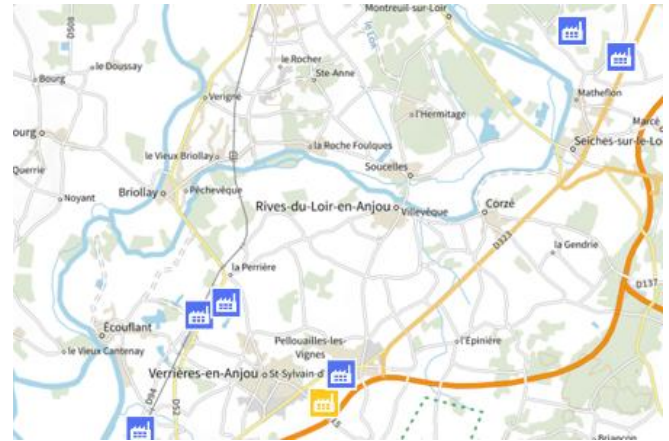 Montreuil-sur-Loir
D508
le Loir
le Rocher
le Doussay
Ste-Anne
Bourg
Verigné
Matheflon
l'Hermitage
Marcé
ourg
la Roche Foulques
Seiches-sur-le-Lo
le Vieux Briollay
Querrie
Soucelles
Briollay
Péchevêque
Noyant
Rives-du-Loir-en-Anjou
Villevêque
Corzé
D323
la Gendrie
la Perrière
D137
Écouflant
Pellouailles-les-
Vignes
l'Épinière
le Vieux Cantenay
Verrières-en-Anjou
St-Sylvain-d'
D94
D52
Briançon